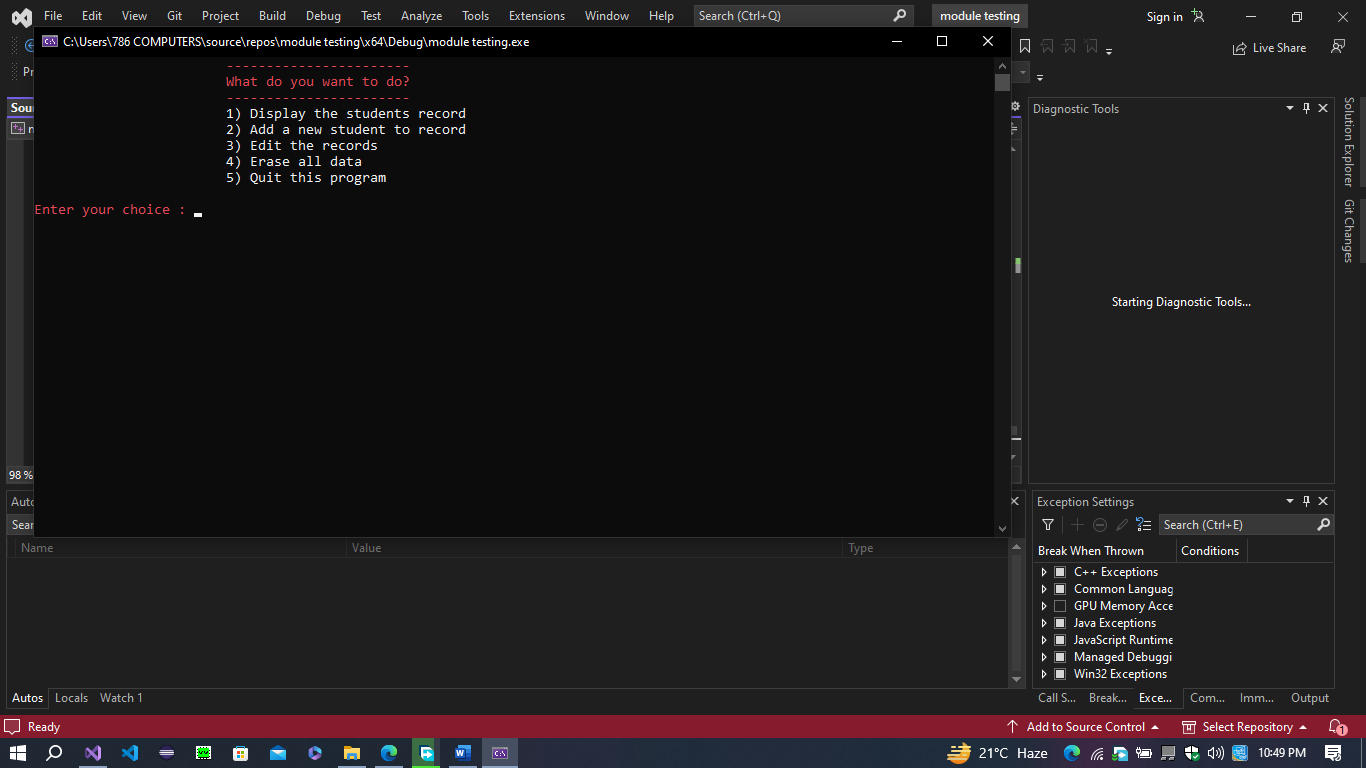 File Edit View Git Project Build Debug Test Analyze Tools Extensions Window Help Search (Ctrl+Q) module testing Sign in
C:\Users\786 COMPUTERS\source\repos\module testing\x64\Debug\module testing.exe
Live Share
-----------------------
What do you want to do?
-----------------------
1) Display the students record
2) Add a new student to record
3) Edit the records
4) Erase all data
5) Quit this program
Enter your choice :
Pr
Sour
98 %
Diagnostic Tools
Starting Diagnostic Tools...
Solution Explorer
Git Changes
Auto
Sear
Name Value Type
Autos Locals Watch 1
Exception Settings
Search (Ctrl+E)
Break When Thrown Conditions
C++ Exceptions
Common Languag
GPU Memory Acce
Java Exceptions
JavaScript Runtime
Managed Debuggi
Win32 Exceptions
Call S... Break... Exce... Com... Imm... Output
Ready Add to Source Control Select Repository 1
21°C Haze 10:49 PM